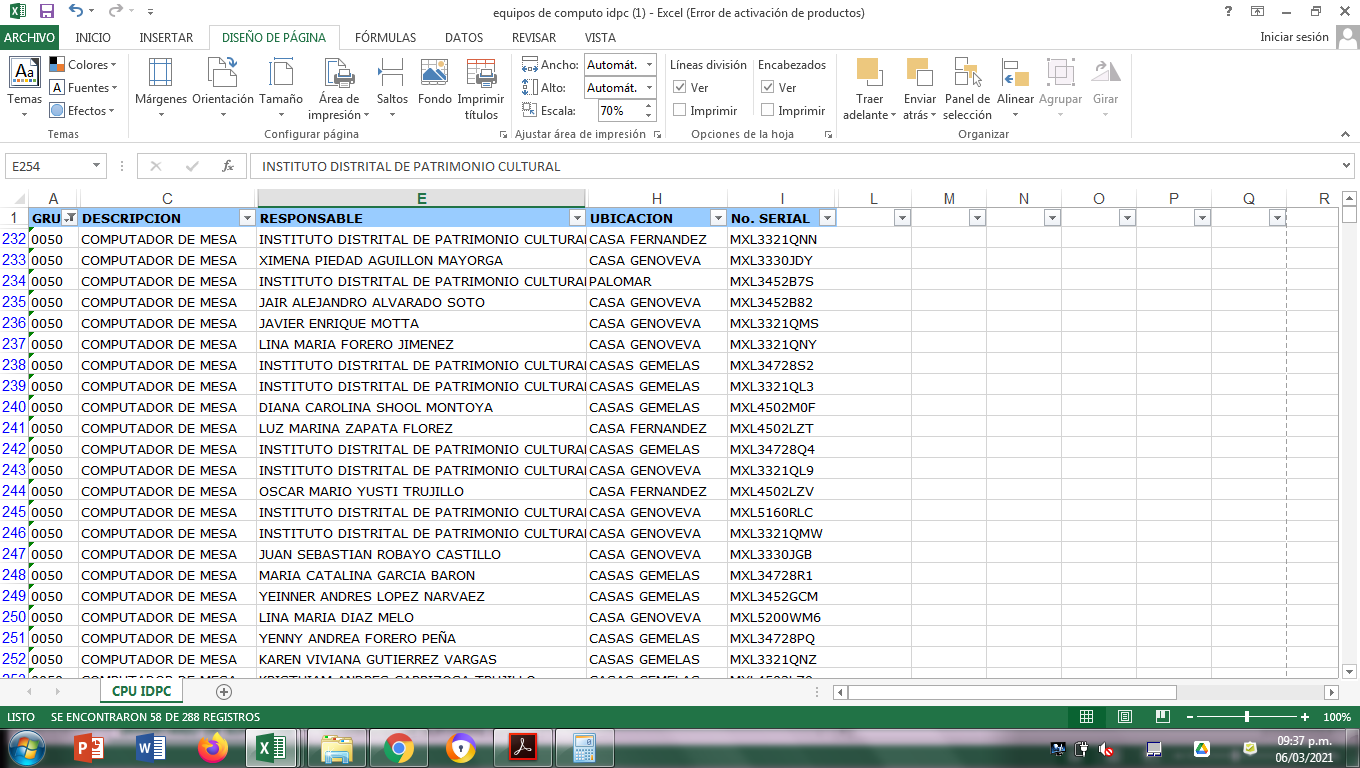 equipos de computo idpc (1) - Excel (Error de activación de productos)
ARCHIVO INICIO INSERTAR DISEÑO DE PÁGINA FÓRMULAS DATOS REVISAR VISTA Iniciar sesión
Colores Ancho: Automát. Líneas división Encabezados
Fuentes Alto: Automát. Ver Ver
Temas Efectos Márgenes Orientación Tamaño Área de impresión Saltos Fondo Imprimir títulos Escala: 70% Imprimir Imprimir Traer adelante Enviar atrás Panel de selección Alinear Agrupar Girar
Temas Configurar página Ajustar área de impresión Opciones de la hoja Organizar
E254 fx INSTITUTO DISTRITAL DE PATRIMONIO CULTURAL
A C E H I L M N O P Q R
1 GRU DESCRIPCION RESPONSABLE UBICACION No. SERIAL
232 0050 COMPUTADOR DE MESA INSTITUTO DISTRITAL DE PATRIMONIO CULTURAL CASA FERNANDEZ MXL3321QNN
233 0050 COMPUTADOR DE MESA XIMENA PIEDAD AGUILLON MAYORGA CASA GENOVEVA MXL3330JDY
234 0050 COMPUTADOR DE MESA INSTITUTO DISTRITAL DE PATRIMONIO CULTURAL PALOMAR MXL3452B7S
235 0050 COMPUTADOR DE MESA JAIR ALEJANDRO ALVARADO SOTO CASA GENOVEVA MXL3452B82
236 0050 COMPUTADOR DE MESA JAVIER ENRIQUE MOTTA CASA GENOVEVA MXL3321QMS
237 0050 COMPUTADOR DE MESA LINA MARIA FORERO JIMENEZ CASA GENOVEVA MXL3321QNY
238 0050 COMPUTADOR DE MESA INSTITUTO DISTRITAL DE PATRIMONIO CULTURAL CASAS GEMELAS MXL34728S2
239 0050 COMPUTADOR DE MESA INSTITUTO DISTRITAL DE PATRIMONIO CULTURAL CASAS GEMELAS MXL3321QL3
240 0050 COMPUTADOR DE MESA DIANA CAROLINA SHOOL MONTOYA CASAS GEMELAS MXL4502M0F
241 0050 COMPUTADOR DE MESA LUZ MARINA ZAPATA FLOREZ CASA FERNANDEZ MXL4502LZT
242 0050 COMPUTADOR DE MESA INSTITUTO DISTRITAL DE PATRIMONIO CULTURAL CASAS GEMELAS MXL34728Q4
243 0050 COMPUTADOR DE MESA INSTITUTO DISTRITAL DE PATRIMONIO CULTURAL CASA GENOVEVA MXL3321QL9
244 0050 COMPUTADOR DE MESA OSCAR MARIO YUSTI TRUJILLO CASA FERNANDEZ MXL4502LZV
245 0050 COMPUTADOR DE MESA INSTITUTO DISTRITAL DE PATRIMONIO CULTURAL CASA GENOVEVA MXL5160RLC
246 0050 COMPUTADOR DE MESA INSTITUTO DISTRITAL DE PATRIMONIO CULTURAL CASA GENOVEVA MXL3321QMW
247 0050 COMPUTADOR DE MESA JUAN SEBASTIAN ROBAYO CASTILLO CASA GENOVEVA MXL3330JGB
248 0050 COMPUTADOR DE MESA MARIA CATALINA GARCIA BARON CASAS GEMELAS MXL34728R1
249 0050 COMPUTADOR DE MESA YEINNER ANDRES LOPEZ NARVAEZ CASAS GEMELAS MXL3452GCM
250 0050 COMPUTADOR DE MESA LINA MARIA DIAZ MELO CASA GENOVEVA MXL5200WM6
251 0050 COMPUTADOR DE MESA YENNY ANDREA FORERO PEÑA CASAS GEMELAS MXL34728PQ
252 0050 COMPUTADOR DE MESA KAREN VIVIANA GUTIERREZ VARGAS CASAS GEMELAS MXL3321QNZ
CPU IDPC
LISTO SE ENCONTRARON 58 DE 288 REGISTROS 100%
09:37 p.m.
06/03/2021